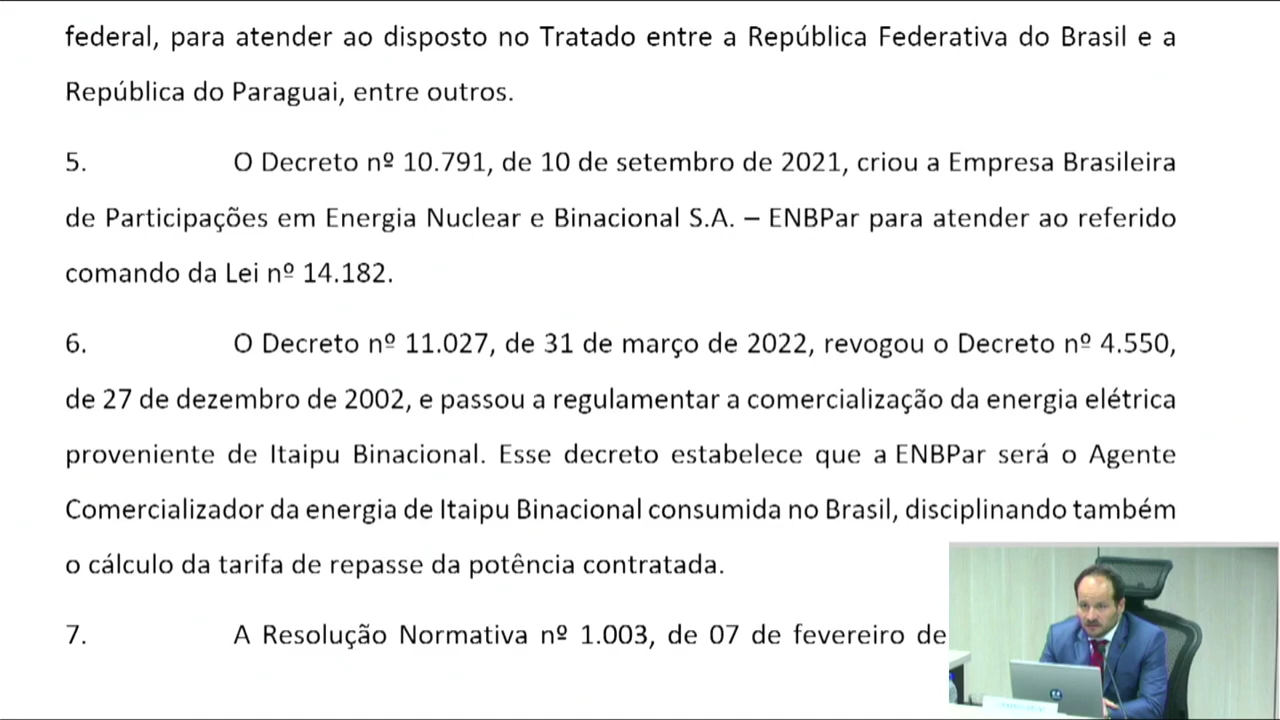 federal, para atender ao disposto no Tratado entre a República Federativa do Brasil e a
República do Paraguai, entre outros.
5. O Decreto nº 10.791, de 10 de setembro de 2021, criou a Empresa Brasileira
de Participações em Energia Nuclear e Binacional S.A. – ENBPar para atender ao referido
comando da Lei nº 14.182.
6. O Decreto nº 11.027, de 31 de março de 2022, revogou o Decreto nº 4.550,
de 27 de dezembro de 2002, e passou a regulamentar a comercialização da energia elétrica
proveniente de Itaipu Binacional. Esse decreto estabelece que a ENBPar será o Agente
Comercializador da energia de Itaipu Binacional consumida no Brasil, disciplinando também
o cálculo da tarifa de repasse da potência contratada.
7. A Resolução Normativa nº 1.003, de 07 de fevereiro de